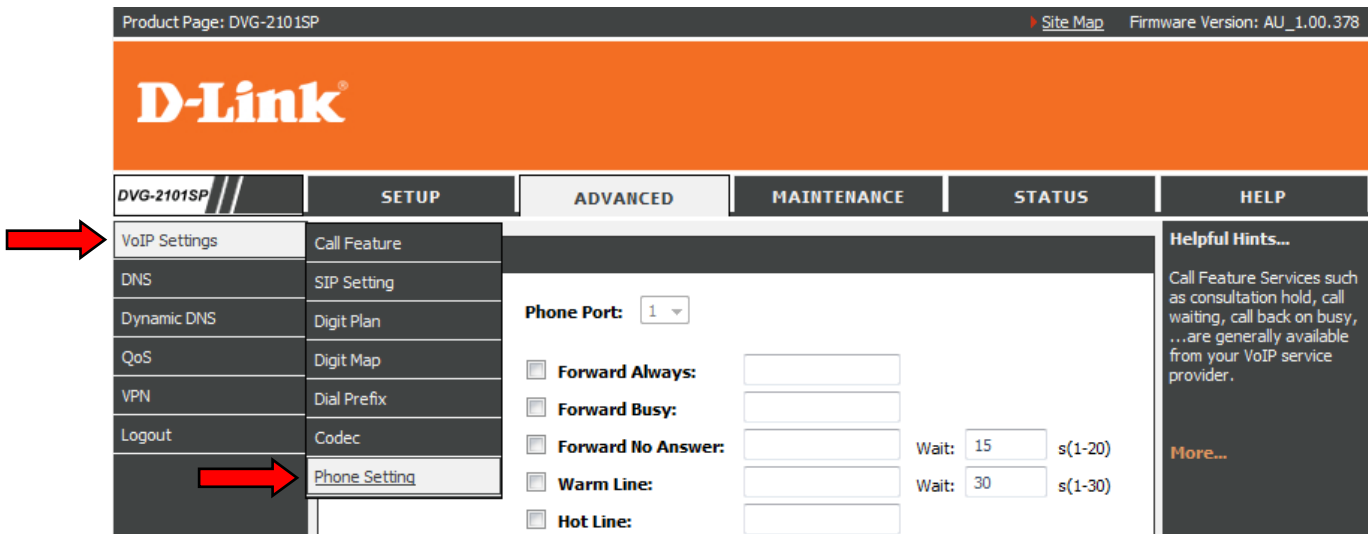 Product Page: DVG-2101SP Site Map Firmware Version: AU_1.00.378
D-Link®
DVG-2101SP SETUP ADVANCED MAINTENANCE STATUS HELP
VoIP Settings
DNS
Dynamic DNS
QoS
VPN
Logout
Call Feature
SIP Setting
Digit Plan
Digit Map
Dial Prefix
Codec
Phone Setting
Phone Port: 1
Forward Always:
Forward Busy:
Forward No Answer: Wait: 15 s(1-20)
Warm Line: Wait: 30 s(1-30)
Hot Line:
Helpful Hints...
Call Feature Services such
as consultation hold, call
waiting, call back on busy,
...are generally available
from your VoIP service
provider.
More...